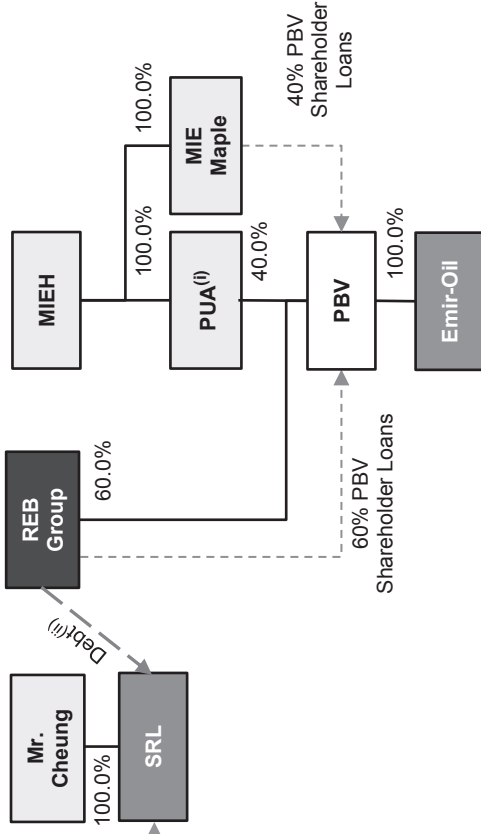 MIEH
100.0%
100.0%
PUA(i)
MIE
Maple
40.0%
40% PBV
Shareholder
Loans
REB
Group
60.0%
60% PBV
Shareholder Loans
PBV
100.0%
Emir-Oil
Mr.
Cheung
100.0%
Debt(ii)
SRL